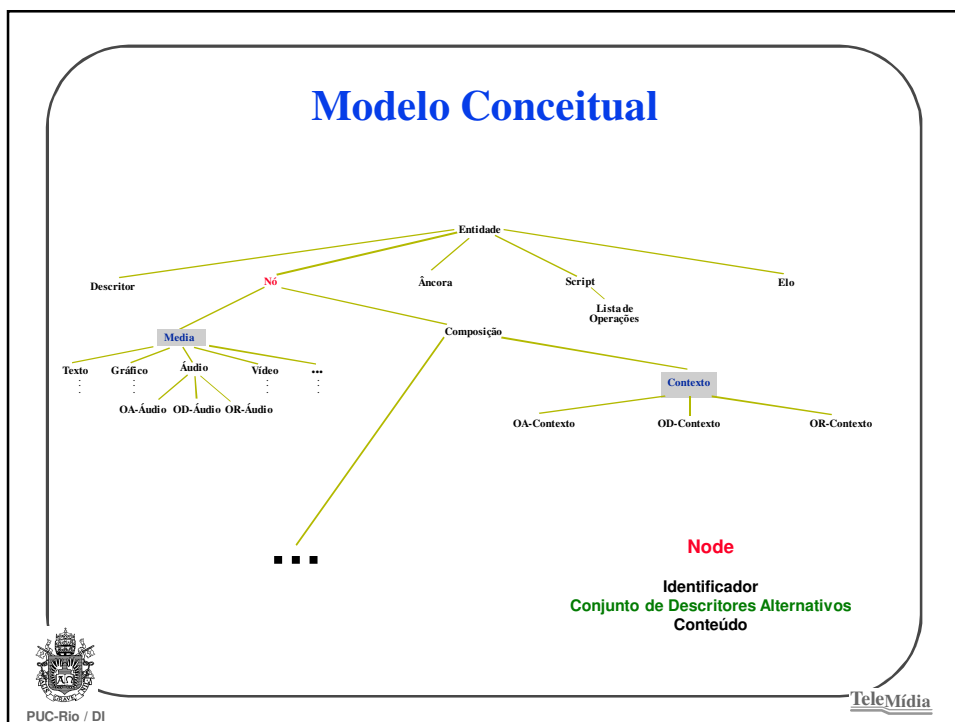 Modelo Conceitual
Entidade
Descritor
Nó
Âncora
Script
Elo
Lista de
Operações
Composição
Media
Texto
Gráfico
Áudio
Vídeo
...
OA-Áudio
OD-Áudio
OR-Áudio
Contexto
OA-Contexto
OD-Contexto
OR-Contexto
...
Node
Identificador
Conjunto de Descritores Alternativos
Conteúdo
PUC-Rio / DI
TeleMídia